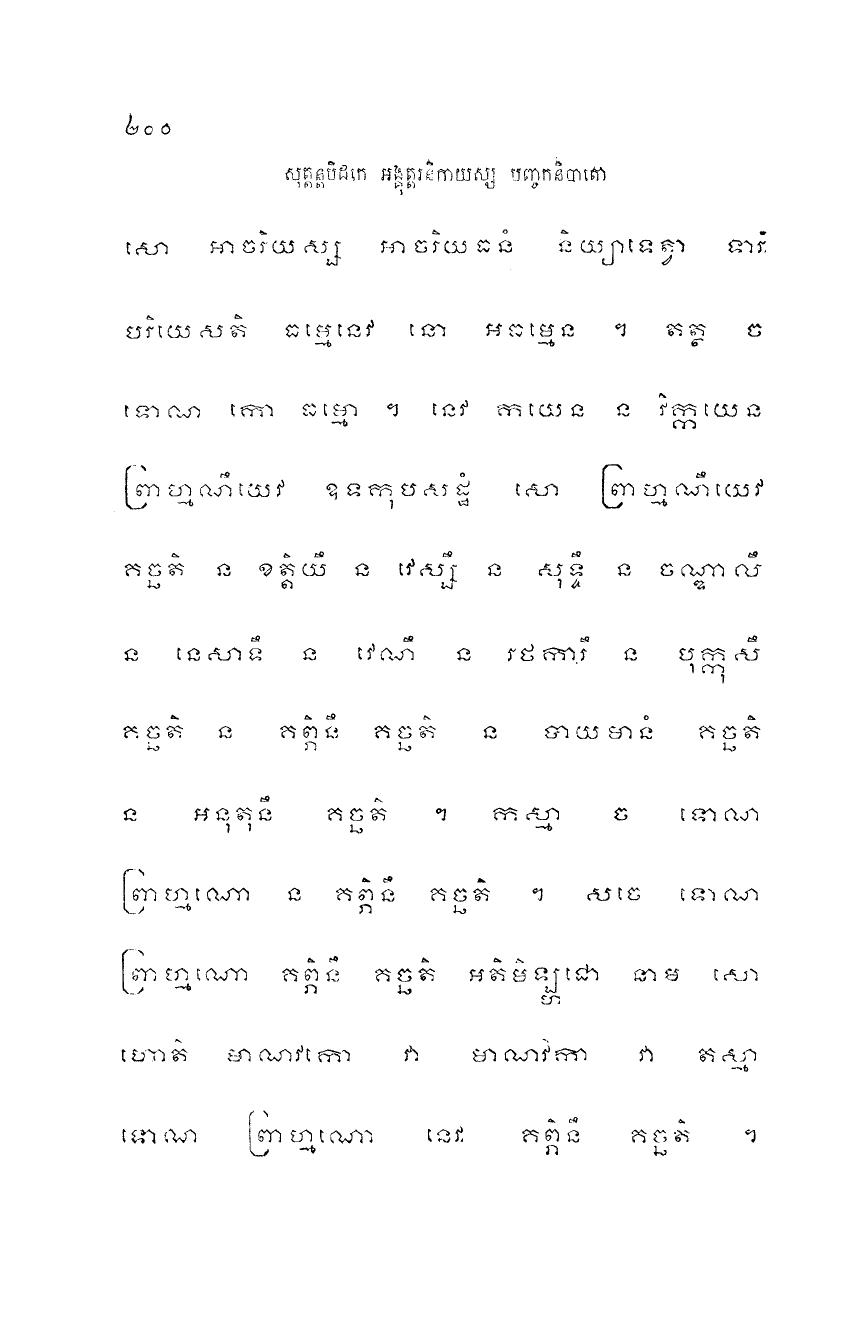 ២០០
សុត្តន្តបិដកេ អង្គុត្តរនិកាយស្ស បញ្ចកនិបាតោ
សោ អាចរិយស្ស អាចរិយធនំ និយ្យាទេត្វា ទារំ
បរិយេសតិ ធម្មេនេវ នោ អធម្មេន ។ តត្ថ ច
ទោណ កោ ធម្មោ ។ នេវ កយេន ន វិក្កយេន
ព្រាហ្មណឹយេវ ឧទកុបសដ្ឋំ សោ ព្រាហ្មណឹយេវ
គច្ឆតិ ន ខត្តិយឹ ន វេស្សឹ ន សុទ្ទឹ ន ចណ្ឌាលឹ
ន នេសាទឹ ន វេណឹ ន រថការឹ ន បុក្កុសឹ
គច្ឆតិ ន គព្ភិនឹ គច្ឆតិ ន បាយមានំ គច្ឆតិ
ន អនុតុនឹ គច្ឆតិ ។ កស្មា ច ទោណ
ព្រាហ្មណោ ន គព្ភិនឹ គច្ឆតិ ។ សចេ ទោណ
ព្រាហ្មណោ គព្ភិនឹ គច្ឆតិ អតិមិឡ្ហជោ នាម សោ
ហោតិ មាណវកោ វា មាណវិកា វា តស្មា
ទោណ ព្រាហ្មណោ នេវ គព្ភិនឹ គច្ឆតិ ។